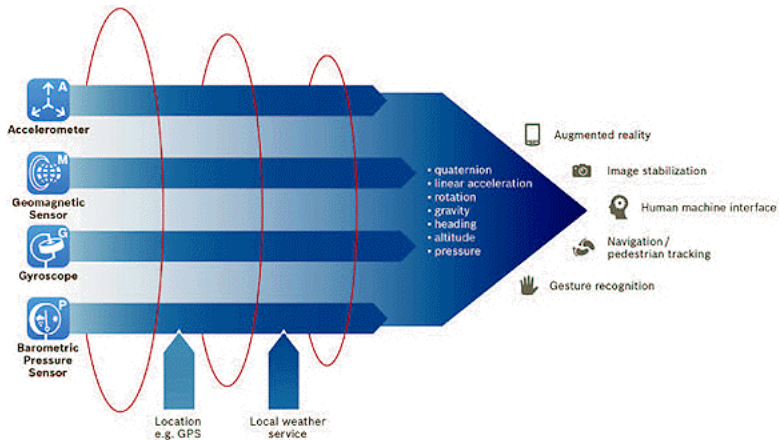 A
Accelerometer
M
Geomagnetic
Sensor
G
Gyroscope
P
Barometric
Pressure
Sensor
• quaternion
• linear acceleration
• rotation
• gravity
• heading
• altitude
• pressure
Augmented reality
Image stabilization
Human machine interface
Navigation/
pedestrian tracking
Gesture recognition
Location
e.g. GPS
Local weather
service